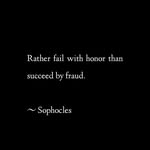 Rather fail with honor than
succeed by fraud.
~ Sophocles